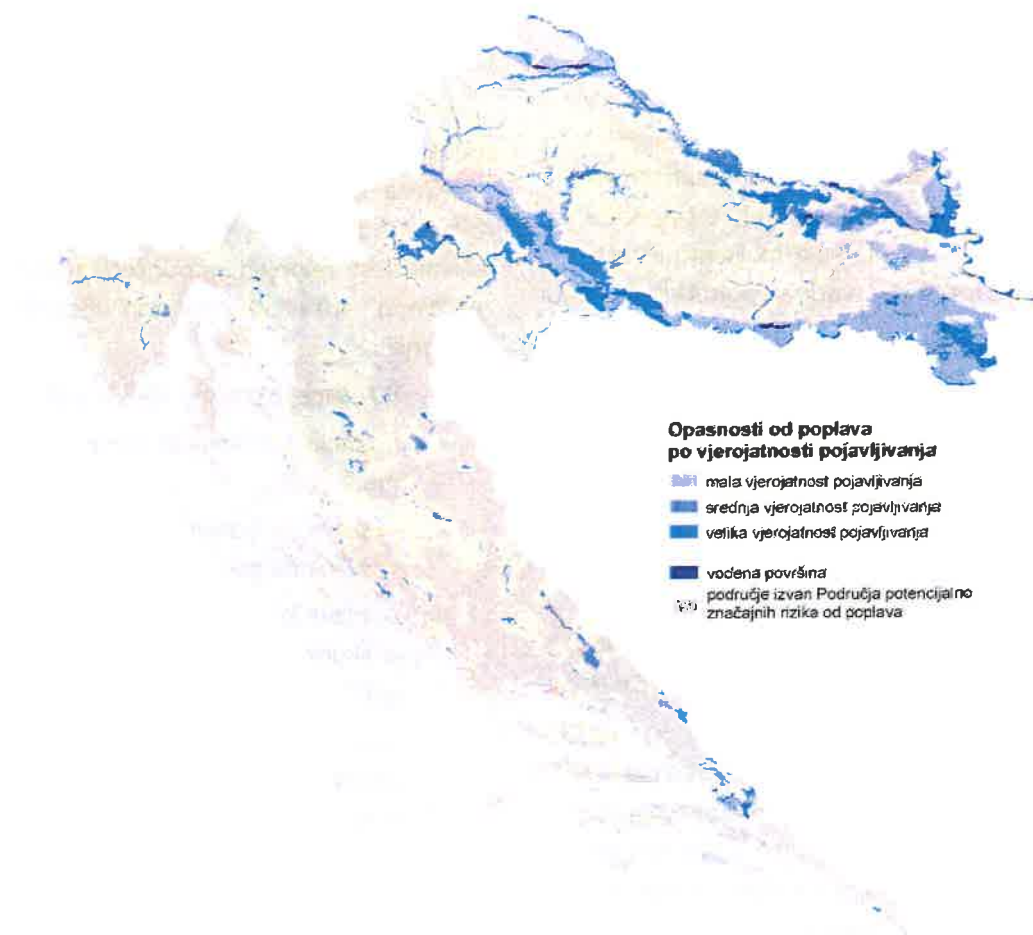 Opasnosti od poplava
po vjerojatnosti pojavljivanja
mala vjerojatnost pojavljivanja
srednja vjerojatnost pojavljivanja
velika vjerojatnost pojavljivanja
vodena površina
područje izvan Područja potencijalno
značajnih rizika od poplava